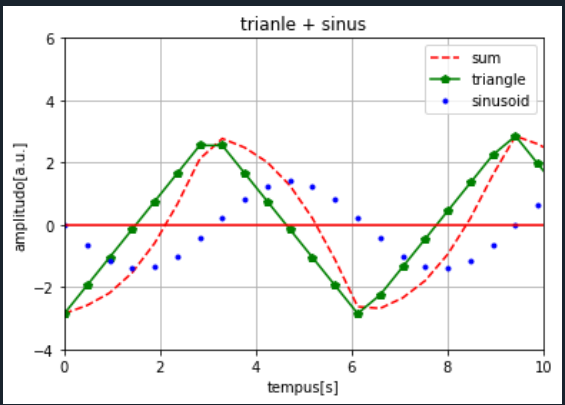 trianle + sinus
sum
triangle
sinusoid
amplitudo[a.u.]
6
4
2
0
−2
−4
0 2 4 6 8 10
tempus[s]